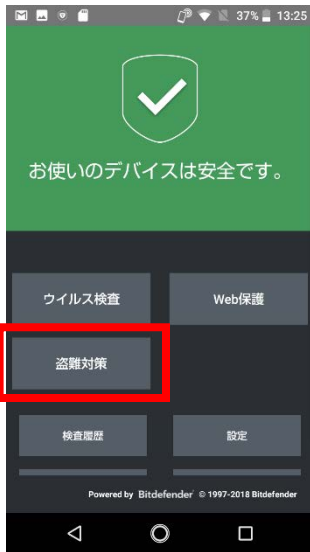 37% 13:25
お使いのデバイスは安全です。
ウイルス検査 Web保護
盗難対策
検査履歴 設定
Powered by Bitdefender © 1997-2018 Bitdefender